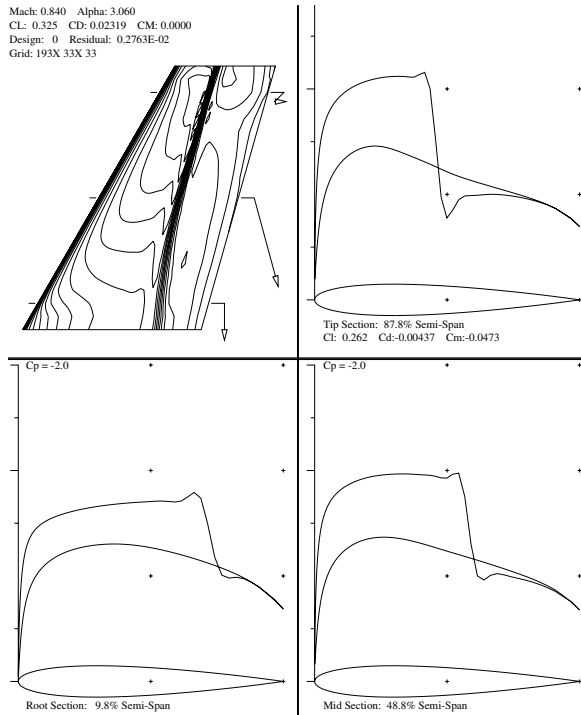 Mach: 0.840 Alpha: 3.060
CL: 0.325 CD: 0.02319 CM: 0.0000
Design: 0 Residual: 0.2763E-02
Grid: 193X 33X 33
Tip Section: 87.8% Semi-Span
Cl: 0.262 Cd:-0.00437 Cm:-0.0473
Cp = -2.0
Root Section: 9.8% Semi-Span
Cp = -2.0
Mid Section: 48.8% Semi-Span